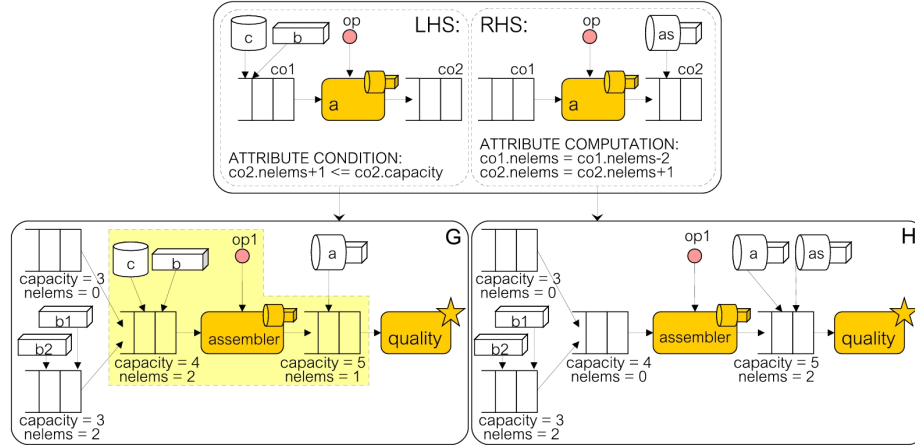 LHS:
c
b
op
co1
a
co2
ATTRIBUTE CONDITION:
co2.nelems+1 <= co2.capacity
RHS:
op
as
co1
a
co2
ATTRIBUTE COMPUTATION:
co1.nelems = co1.nelems-2
co2.nelems = co2.nelems+1
G
op1
c
b
a
capacity = 3
nelems = 0
b1
b2
assembler
quality
capacity = 4
nelems = 2
capacity = 5
nelems = 1
capacity = 3
nelems = 2
H
op1
a
as
capacity = 3
nelems = 0
b1
b2
assembler
quality
capacity = 4
nelems = 0
capacity = 5
nelems = 2
capacity = 3
nelems = 2